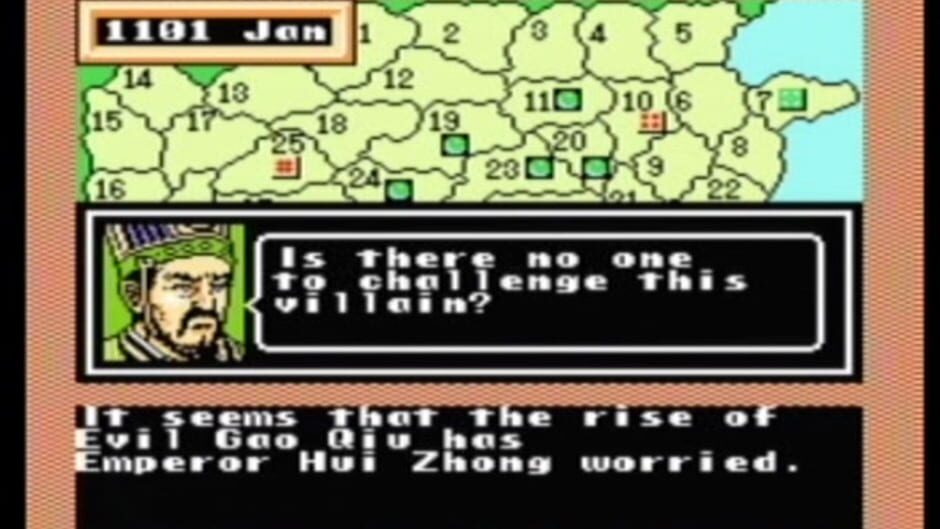 1101 Jan
1 2 3 4 5
14 13 12 11 10 6 7
15 17 18 19 20 8
25 23 9
16 24 22
Is there no one
to challenge this
villain?
It seems that the rise of
Evil Gao Qiu has
Emperor Hui Zhong worried.